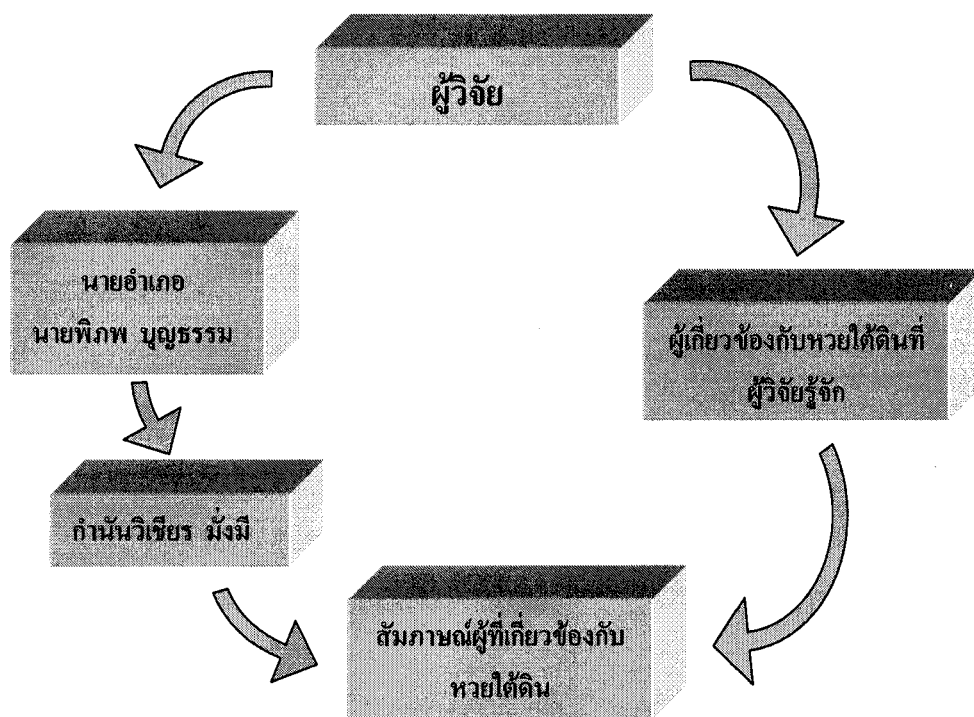 ผู้วิจัย
นายอำเภอ
นายพิภพ บุญธรรม
ผู้เกี่ยวข้องกับหวยใต้ดินที่
ผู้วิจัยรู้จัก
กำนันวิเชียร มั่งมี
สัมภาษณ์ผู้ที่เกี่ยวข้องกับ
หวยใต้ดิน